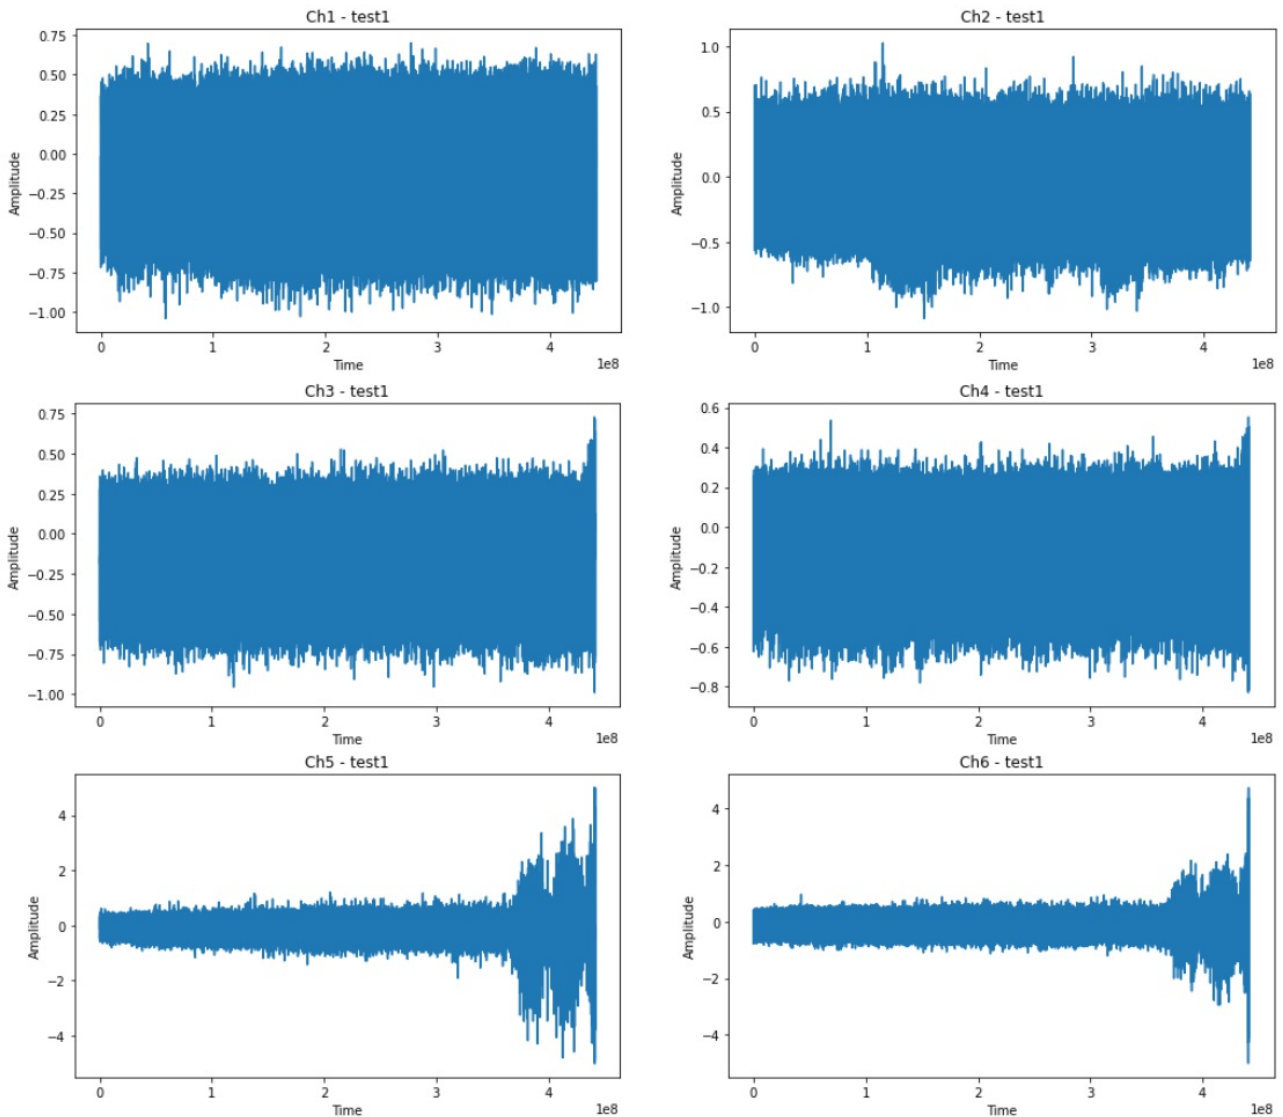 Ch1 - test1
0.75
0.50
0.25
0.00
−0.25
−0.50
−0.75
−1.00
Amplitude
0 1 2 3 4
Time
1e8
Ch2 - test1
1.0
0.5
0.0
−0.5
−1.0
Amplitude
0 1 2 3 4
Time
1e8
Ch3 - test1
0.75
0.50
0.25
0.00
−0.25
−0.50
−0.75
−1.00
Amplitude
0 1 2 3 4
Time
1e8
Ch4 - test1
0.6
0.4
0.2
0.0
−0.2
−0.4
−0.6
−0.8
Amplitude
0 1 2 3 4
Time
1e8
Ch5 - test1
4
2
0
−2
−4
Amplitude
0 1 2 3 4
Time
1e8
Ch6 - test1
4
2
0
−2
−4
Amplitude
0 1 2 3 4
Time
1e8